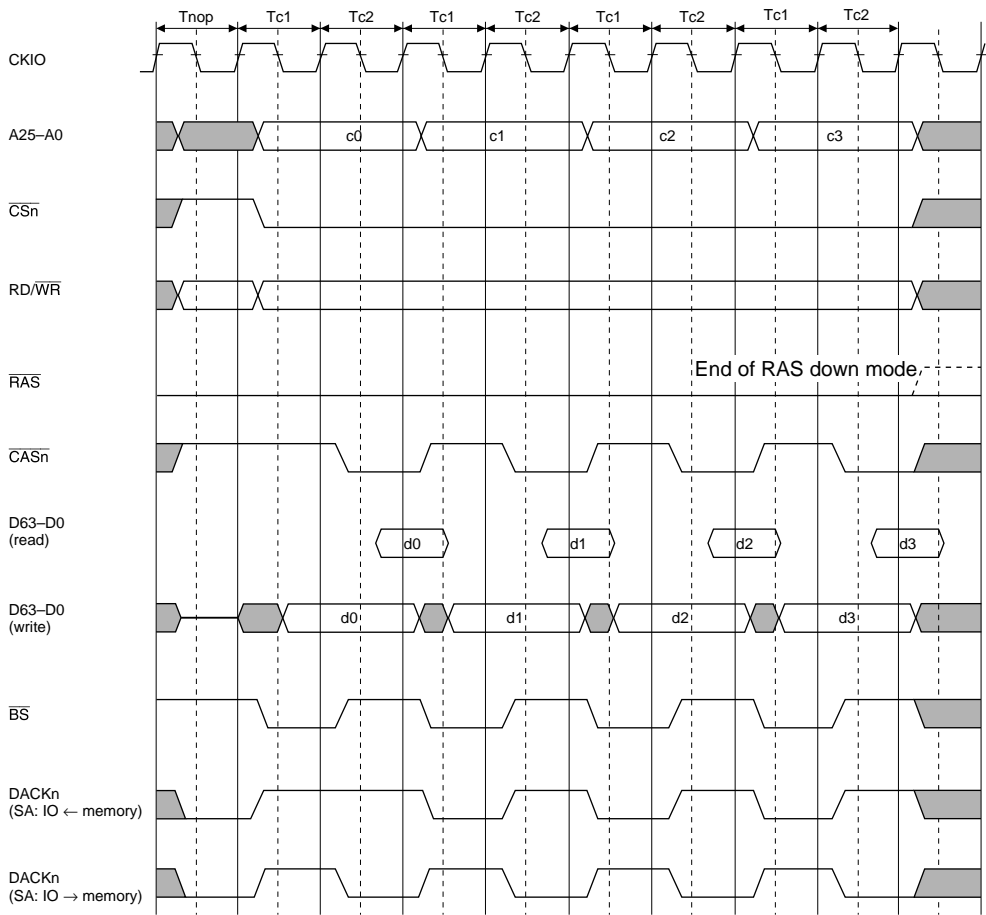 Tnop Tc1 Tc2 Tc1 Tc2 Tc1 Tc2 Tc1 Tc2
CKIO
A25–A0 c0 c1 c2 c3
CSn
RD/WR
End of RAS down mode
RAS
CASn
D63–D0
(read)
d0 d1 d2 d3
D63–D0
(write)
d0 d1 d2 d3
BS
DACKn
(SA: IO ← memory)
DACKn
(SA: IO → memory)